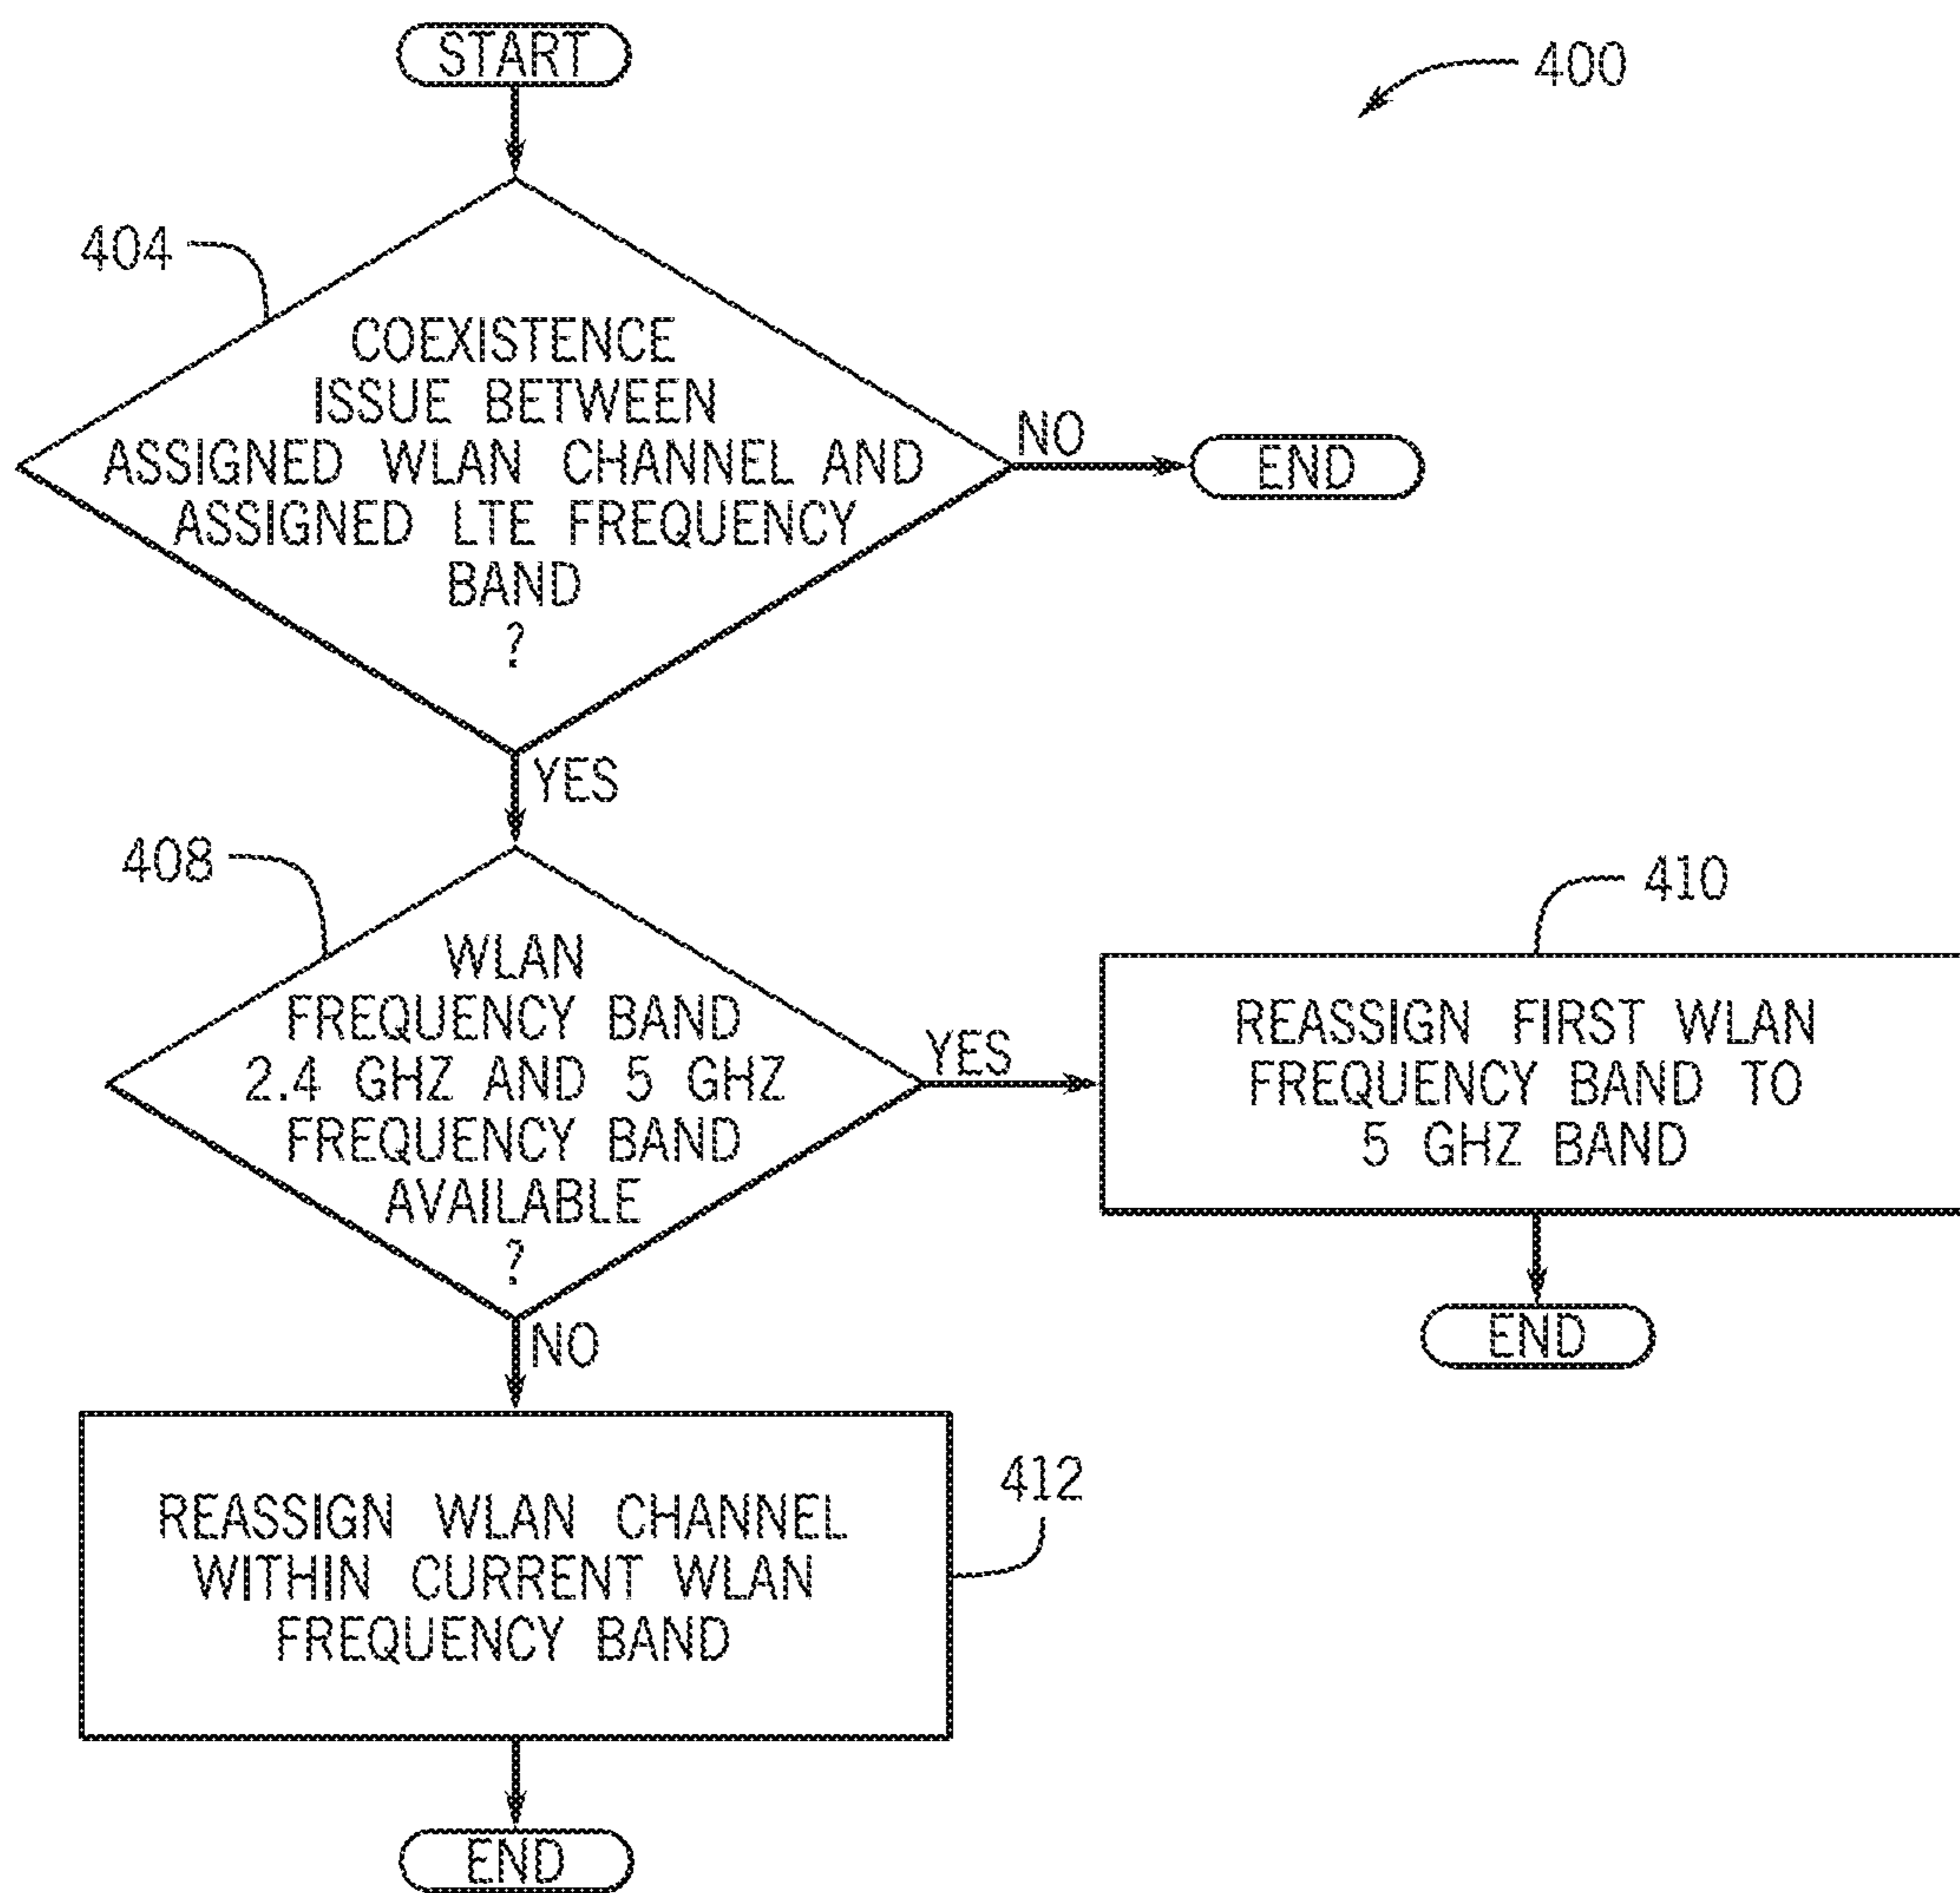 START
400
404
COEXISTENCE
ISSUE BETWEEN
ASSIGNED WLAN CHANNEL AND
ASSIGNED LTE FREQUENCY
BAND
?
NO
END
YES
408
WLAN
FREQUENCY BAND
2.4 GHZ AND 5 GHZ
FREQUENCY BAND
AVAILABLE
?
YES
410
REASSIGN FIRST WLAN
FREQUENCY BAND TO
5 GHZ BAND
END
NO
REASSIGN WLAN CHANNEL
WITHIN CURRENT WLAN
FREQUENCY BAND
412
END